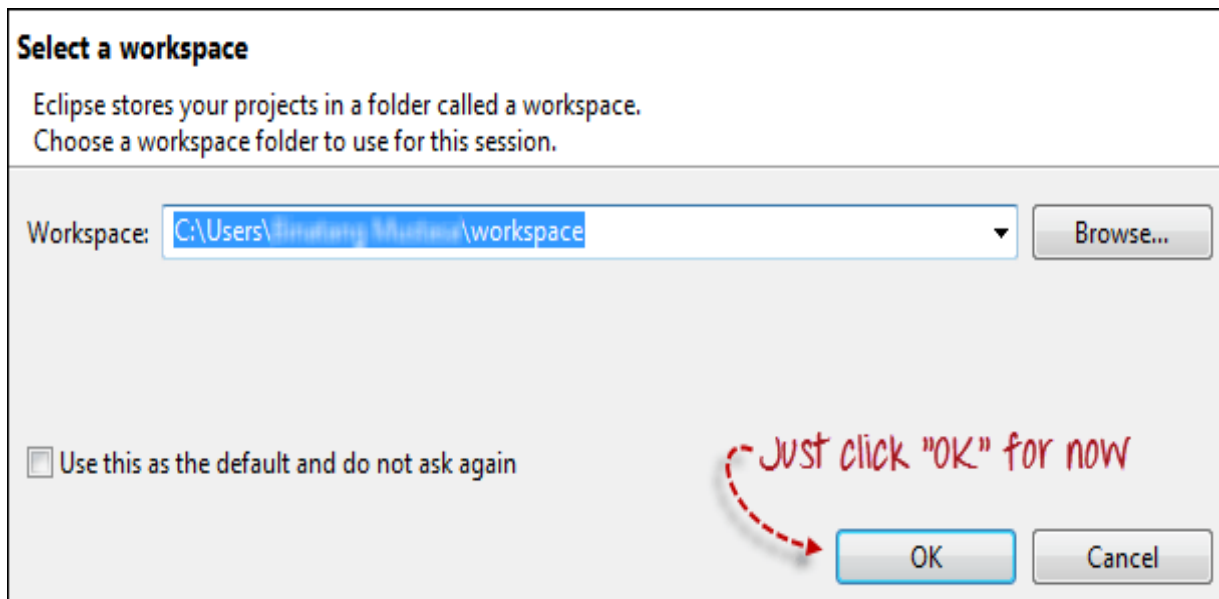 Select a workspace
Eclipse stores your projects in a folder called a workspace.
Choose a workspace folder to use for this session.
Workspace: C:\Users\ \workspace Browse...
Use this as the default and do not ask again
Just click "OK" for now
OK Cancel